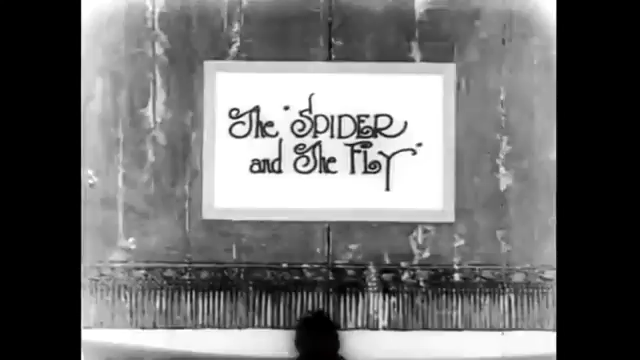 The "SPIDER
and The FLY"